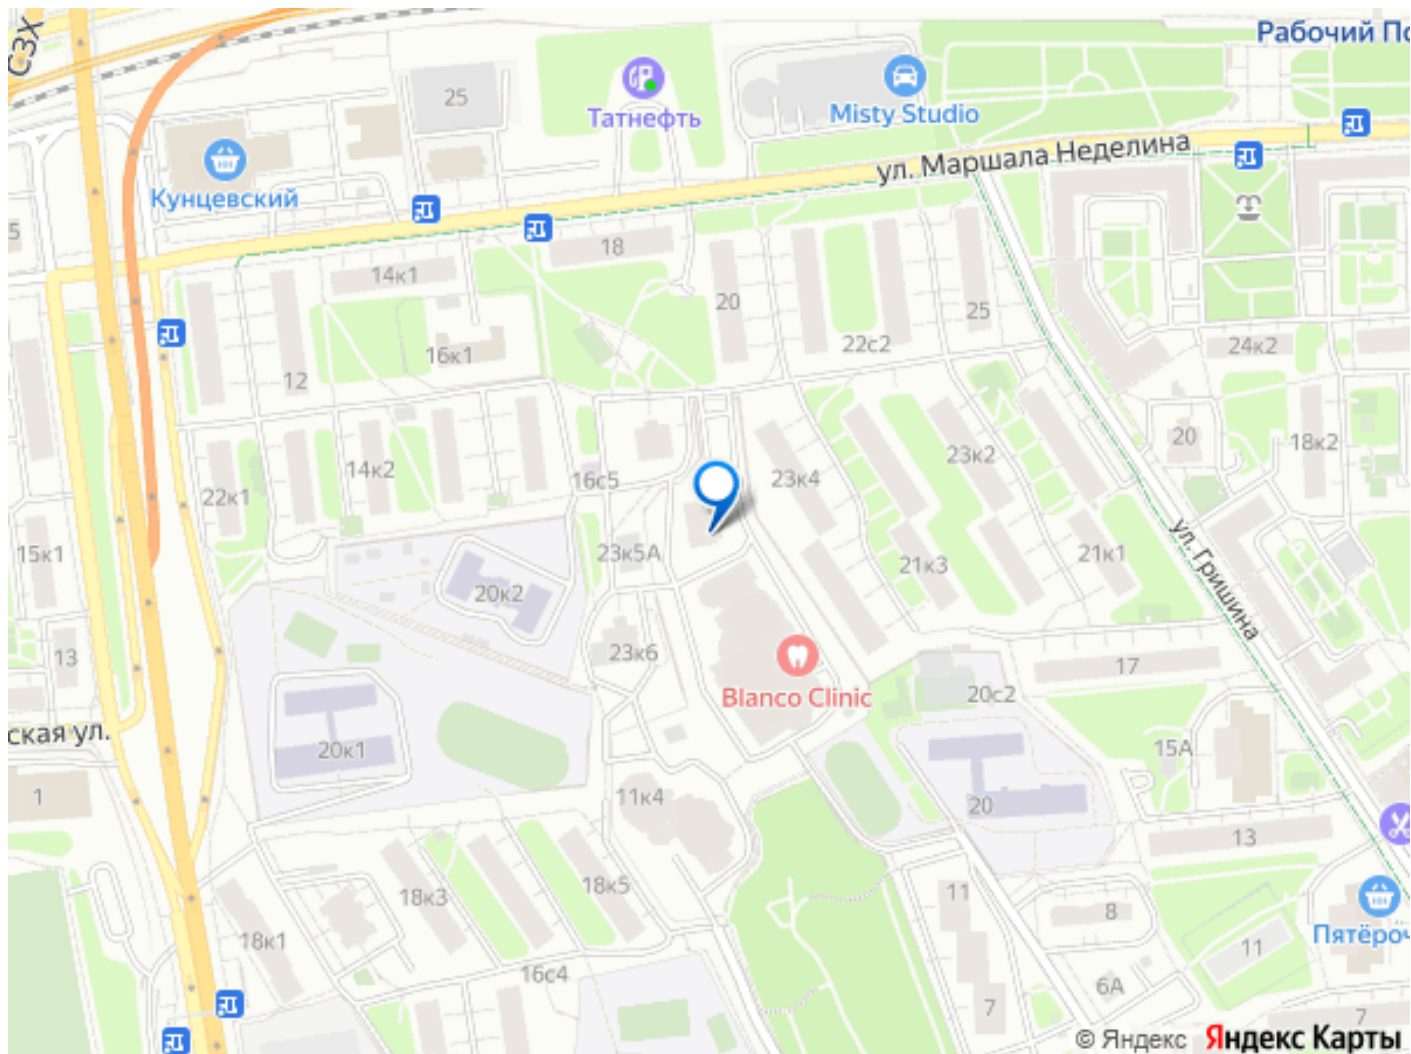 СЗХ
Рабочий По
25
Татнефть
Misty Studio
ул. Маршала Неделина
Кунцевский
5
18
14к1
20
25
22с2
24к2
16к1
12
20
18к2
14к2
23к4
23к2
16с5
22к1
15к1
23к5А
21к3
21к1
ул. Гришина
20к2
13
23к6
17
Blanco Clinic
20с2
ская ул.
20к1
15А
1
11к4
20
13
18к3
18к5
11
8
Пятёроч
18к1
11
16с4
6А
7
7
© Яндекс Яндекс Карты